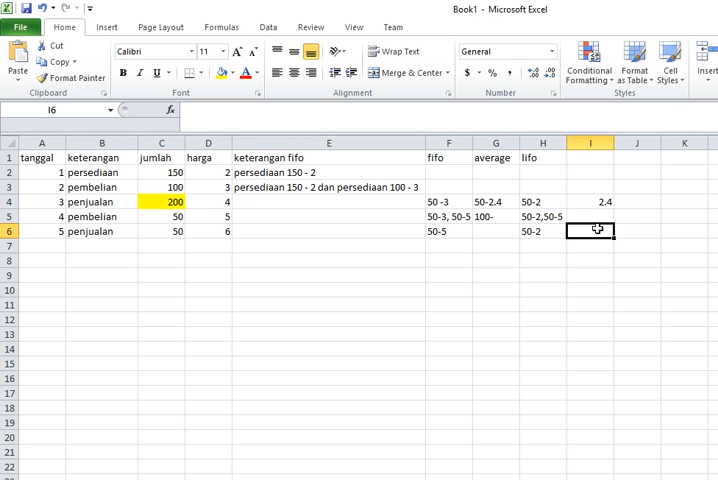 Book1 - Microsoft Excel
File Home Insert Page Layout Formulas Data Review View Team
Paste Cut Copy Format Painter Calibri 11 Wrap Text Merge & Center General Conditional Formatting Format as Table Cell Styles Insert
Clipboard Font Alignment Number Styles
I6 fx
A B C D E F G H I J K
1 tanggal keterangan jumlah harga keterangan fifo fifo average lifo
2 1 persediaan 150 2 persediaan 150 - 2
3 2 pembelian 100 3 persediaan 150 - 2 dan persediaan 100 - 3
4 3 penjualan 200 4 50 -3 50-2.4 50-2 2.4
5 4 pembelian 50 5 50-3, 50-5 100- 50-2,50-5
6 5 penjualan 50 6 50-5 50-2
7
8
9
10
11
12
13
14
15
16
17
18
19
20
21
22